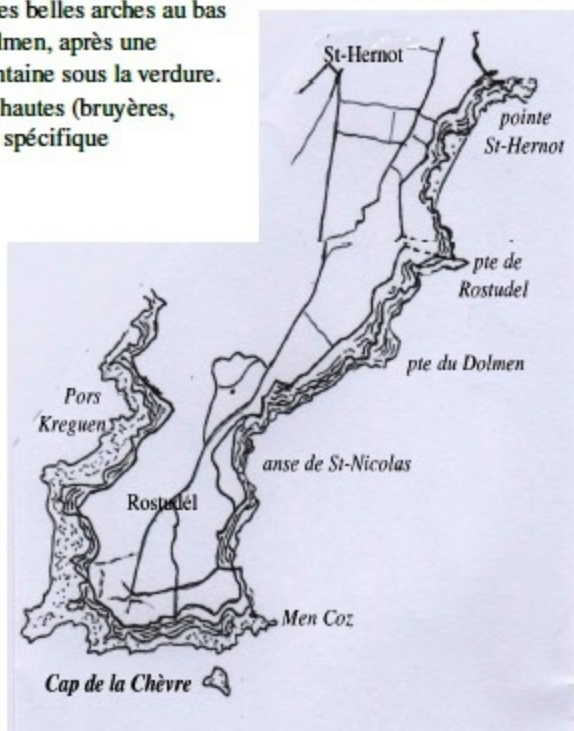 es belles arches au bas
lmen, après une
ntaine sous la verdure.
hautes (bruyères,
spécifique
St-Hernot
pointe
St-Hernot
pte de
Rostudel
pte du Dolmen
Pors
Kreguen
anse de St-Nicolas
Rostudel
Men Coz
Cap de la Chèvre